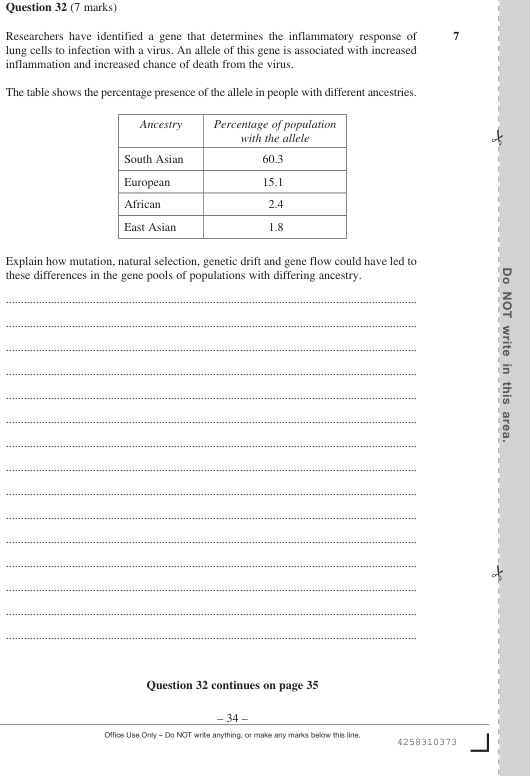 Question 32 (7 marks)
Researchers have identified a gene that determines the inflammatory response of
lung cells to infection with a virus. An allele of this gene is associated with increased
inflammation and increased chance of death from the virus.
7
The table shows the percentage presence of the allele in people with different ancestries.
Ancestry
Percentage of population
with the allele
South Asian 60.3
European 15.1
African 2.4
East Asian 1.8
Explain how mutation, natural selection, genetic drift and gene flow could have led to
these differences in the gene pools of populations with differing ancestry.
Do NOT write in this area.
Question 32 continues on page 35
– 34 –
Office Use Only – Do NOT write anything, or make any marks below this line.
4258310373